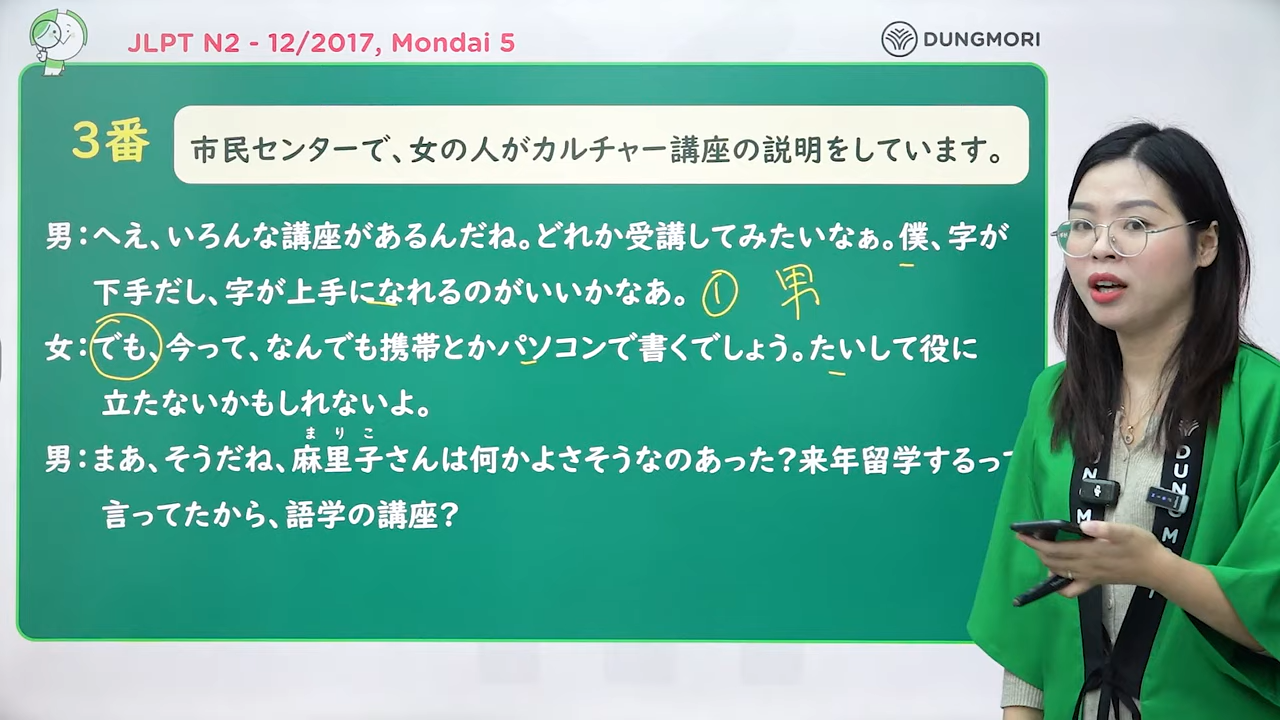 JLPT N2 - 12/2017, Mondai 5
DUNGMORI
3番
市民センターで、女の人がカルチャー講座の説明をしています。
男：へえ、いろんな講座があるんだね。どれか受講してみたいなぁ。僕、字が
下手だし、字が上手になれるのがいいかなあ。 ① 男
女：でも、今って、なんでも携帯とかパソコンで書くでしょう。たいして役に
立たないかもしれないよ。
まりこ
男：まあ、そうだね、麻里子さんは何かよさそうなのあった？来年留学するって
言ってたから、語学の講座？